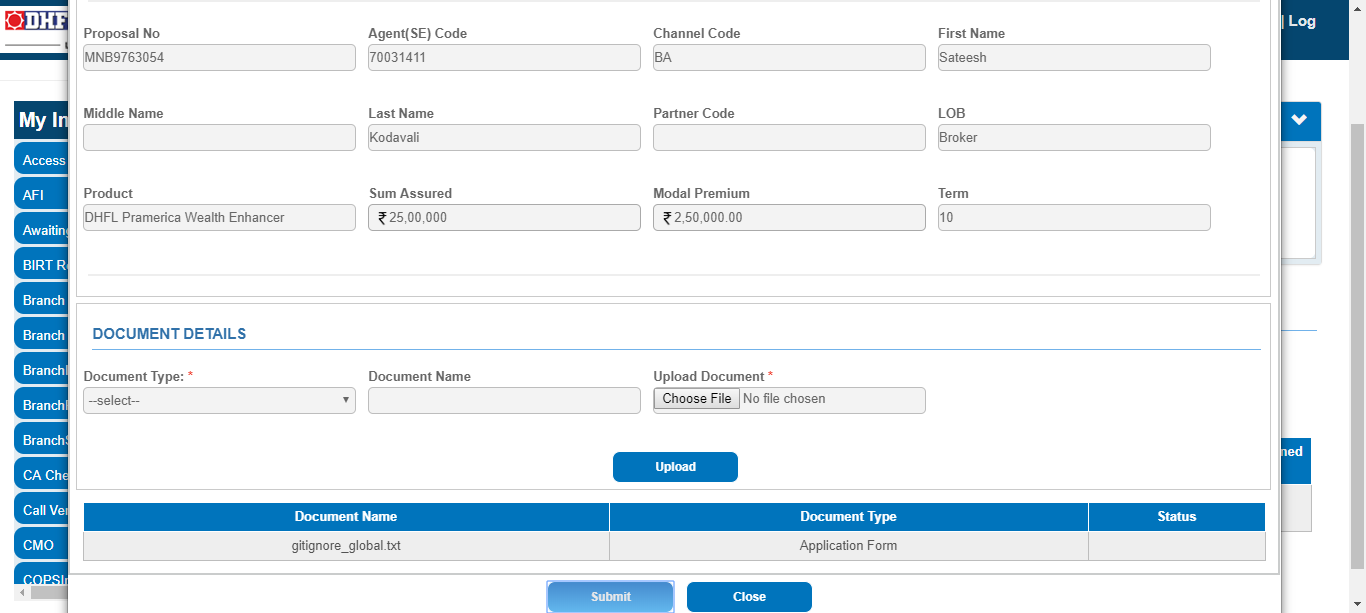 DHF
| Log
Proposal No Agent(SE) Code Channel Code First Name
MNB9763054 70031411 BA Sateesh
Middle Name Last Name Partner Code LOB
Kodavali Broker
Product Sum Assured Modal Premium Term
DHFL Pramerica Wealth Enhancer ₹ 25,00,000 ₹ 2,50,000.00 10
DOCUMENT DETAILS
Document Type: * Document Name Upload Document *
--select-- Choose File No file chosen
Upload
Document Name Document Type Status
gitignore_global.txt Application Form
Submit Close
My In
Access
AFI
Awaiting
BIRT Re
Branch
Branch
Branch
Branch
Branch
CA Che
Call Ver
CMO
COPSIn
ned